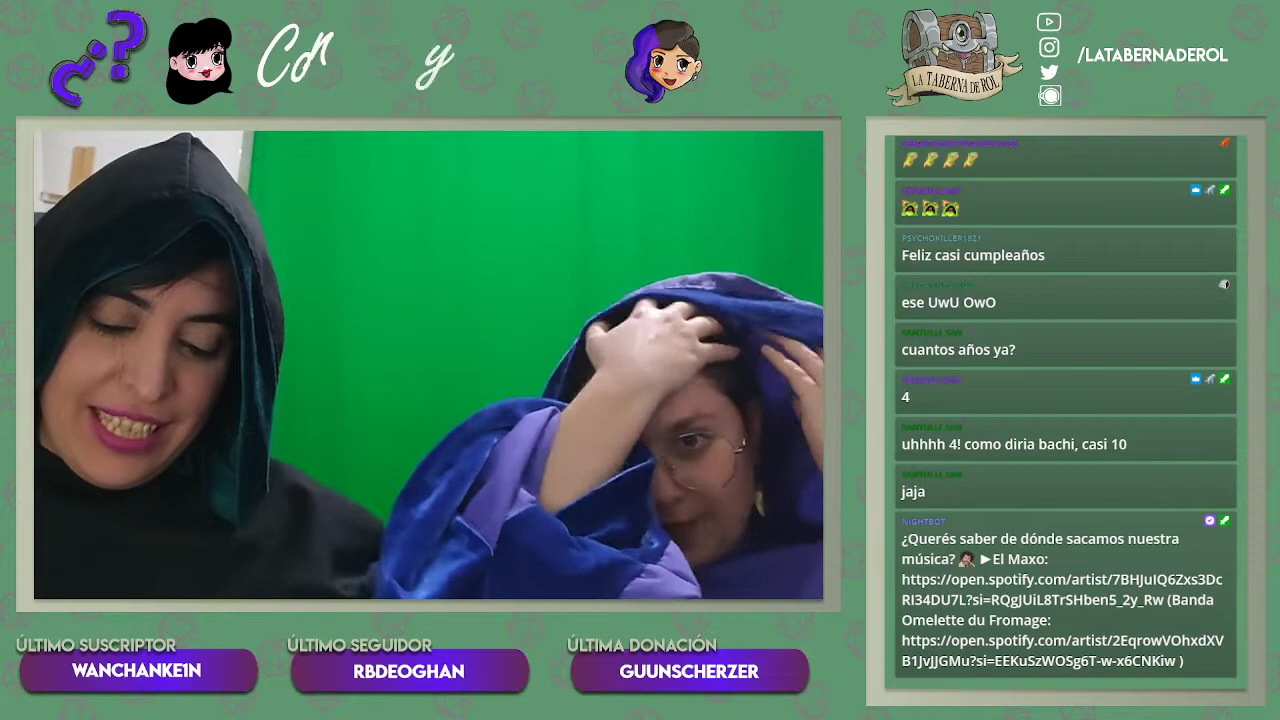 ¿?
y
LA TABERNA DE ROL
/LATABERNADEROL
PSYCHOKILLER1821
Feliz casi cumpleaños
ese UwU OwO
cuantos años ya?
4
uhhhh 4! como diria bachi, casi 10
jaja
NIGHTBOT
¿Querés saber de dónde sacamos nuestra
música? ►El Maxo:
https://open.spotify.com/artist/7BHJuIQ6Zxs3Dc
RI34DU7L?si=RQgJUiL8TrSHben5_2y_Rw (Banda
Omelette du Fromage:
https://open.spotify.com/artist/2EqrowVOhxdXV
B1JvJJGMu?si=EEKuSzWOSg6T-w-x6CNKiw )
ÚLTIMO SUSCRIPTOR
WANCHANKE1N
ÚLTIMO SEGUIDOR
RBDEOGHAN
ÚLTIMA DONACIÓN
GUUNSCHERZER